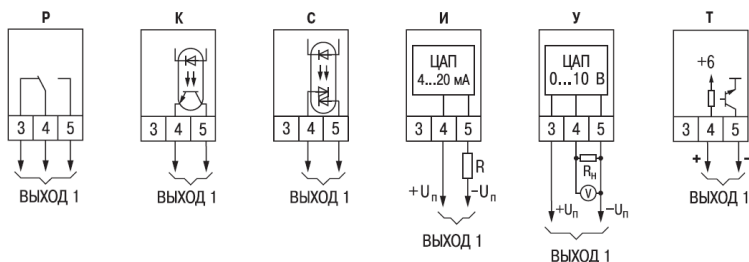 Р К С И У Т
ЦАП
4...20 мА
ЦАП
0...10 В
+6
3 4 5
3 4 5
3 4 5
3 4 5
3 4 5
3 4 5
R
Rн
V
+ –
+Uп –Uп
+Uп –Uп
ВЫХОД 1
ВЫХОД 1
ВЫХОД 1
ВЫХОД 1
ВЫХОД 1
ВЫХОД 1